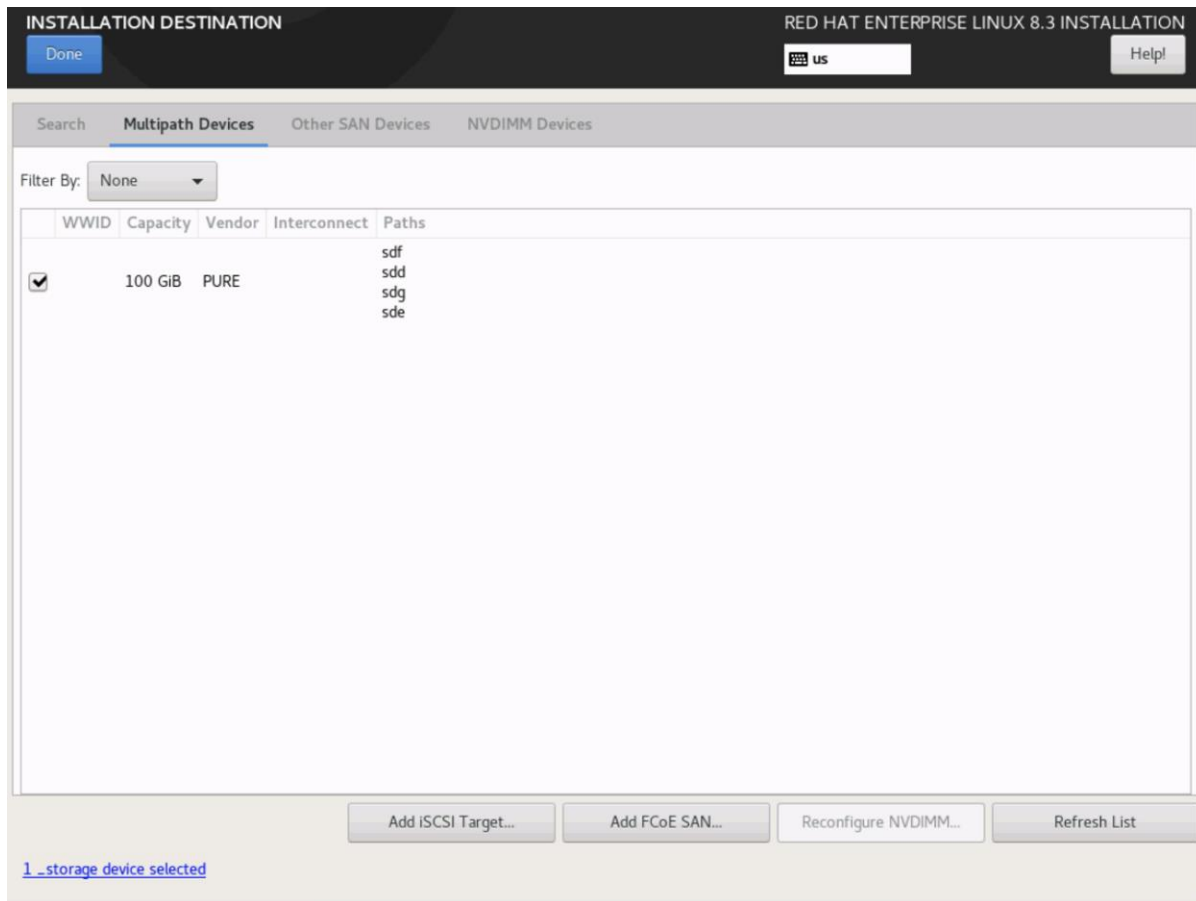 INSTALLATION DESTINATION
RED HAT ENTERPRISE LINUX 8.3 INSTALLATION
Done
us
Help!
Search Multipath Devices Other SAN Devices NVDIMM Devices
Filter By: None
WWID Capacity Vendor Interconnect Paths
sdf
sdd
100 GiB PURE
sdg
sde
Add iSCSI Target... Add FCoE SAN... Reconfigure NVDIMM... Refresh List
1 _storage device selected